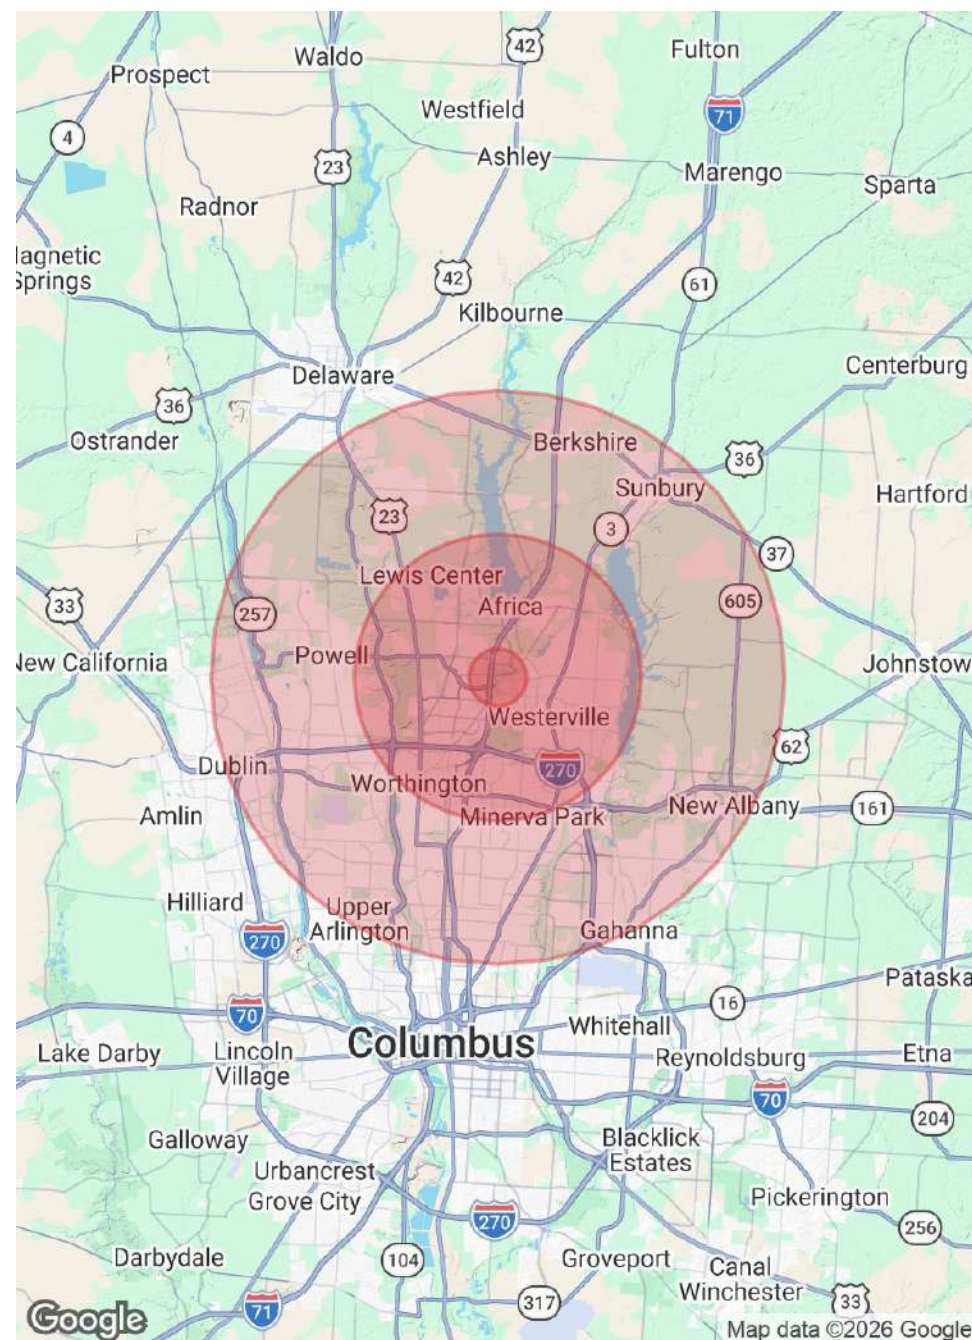 42
Waldo
Fulton
Prospect
71
Westfield
4
Ashley
23
Marengo
Sparta
Radnor
lagnetic
Springs
42
61
Kilbourne
Centerburg
Delaware
36
Ostrander
Berkshire
36
Sunbury
Hartford
23
3
37
Lewis Center
33
257
Africa
605
New California
Powell
Johnstow
Westerville
62
Dublin
270
Worthington
New Albany
161
Amlin
Minerva Park
Hilliard
Upper
Arlington
270
Gahanna
Pataska
16
70
Whitehall
Columbus
Lake Darby
Lincoln
Village
Reynoldsburg
Etna
70
204
Galloway
Blacklick
Estates
Urbancrest
Grove City
Pickerington
270
256
Darbydale
104
Groveport
Canal
Winchester
71
317
33
Google
Map data ©2026 Google